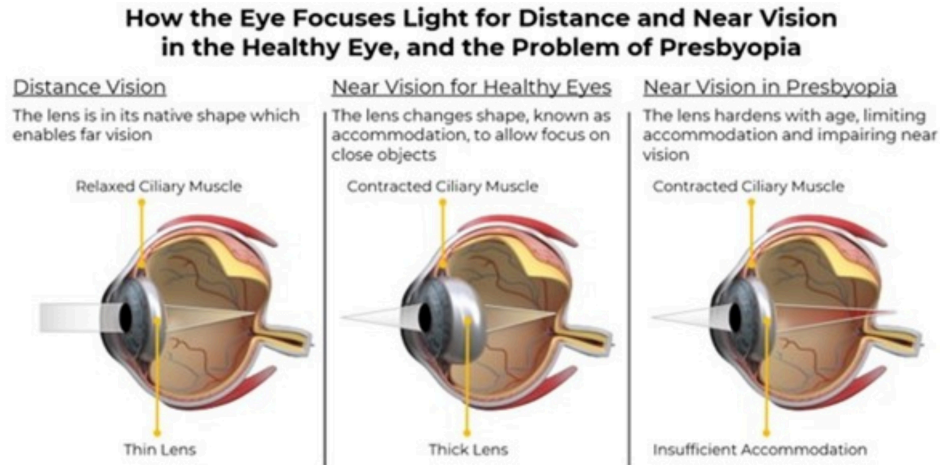 How the Eye Focuses Light for Distance and Near Vision
in the Healthy Eye, and the Problem of Presbyopia
Distance Vision
The lens is in its native shape which
enables far vision
Relaxed Ciliary Muscle
Thin Lens
Near Vision for Healthy Eyes
The lens changes shape, known as
accommodation, to allow focus on
close objects
Contracted Ciliary Muscle
Thick Lens
Near Vision in Presbyopia
The lens hardens with age, limiting
accommodation and impairing near
vision
Contracted Ciliary Muscle
Insufficient Accommodation